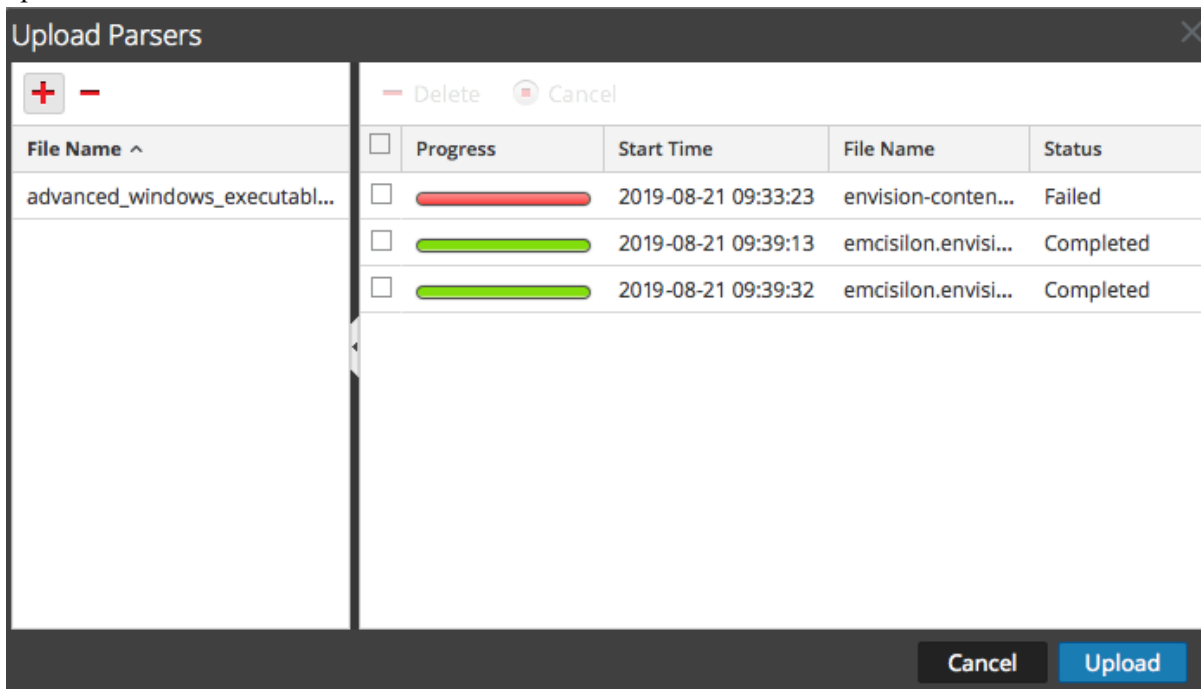 Upload Parsers
Delete Cancel
File Name
Progress Start Time File Name Status
advanced_windows_executabl...
2019-08-21 09:33:23 envision-conten... Failed
2019-08-21 09:39:13 emcisilon.envisi... Completed
2019-08-21 09:39:32 emcisilon.envisi... Completed
Cancel Upload